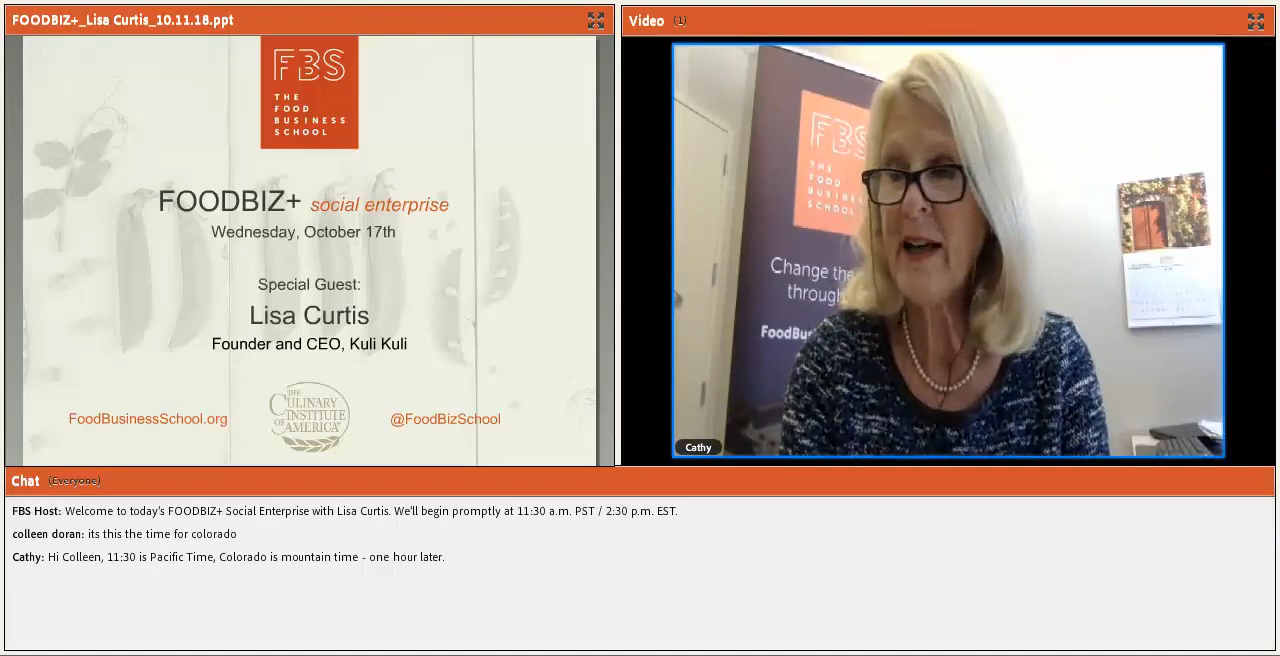 FOODBIZ+_Lisa Curtis_10.11.18.ppt
FBS
THE
FOOD
BUSINESS
SCHOOL
FOODBIZ+ social enterprise
Wednesday, October 17th
Special Guest:
Lisa Curtis
Founder and CEO, Kuli Kuli
FoodBusinessSchool.org
THE
CULINARY
INSTITUTE
OF AMERICA
@FoodBizSchool
Video (1)
FBS
THE
FOOD
BUSINESS
SCHOOL
Change the
through
Cathy
Chat (Everyone)
FBS Host: Welcome to today's FOODBIZ+ Social Enterprise with Lisa Curtis. We'll begin promptly at 11:30 a.m. PST / 2:30 p.m. EST.
colleen doran: its this the time for colorado
Cathy: Hi Colleen, 11:30 is Pacific Time, Colorado is mountain time - one hour later.